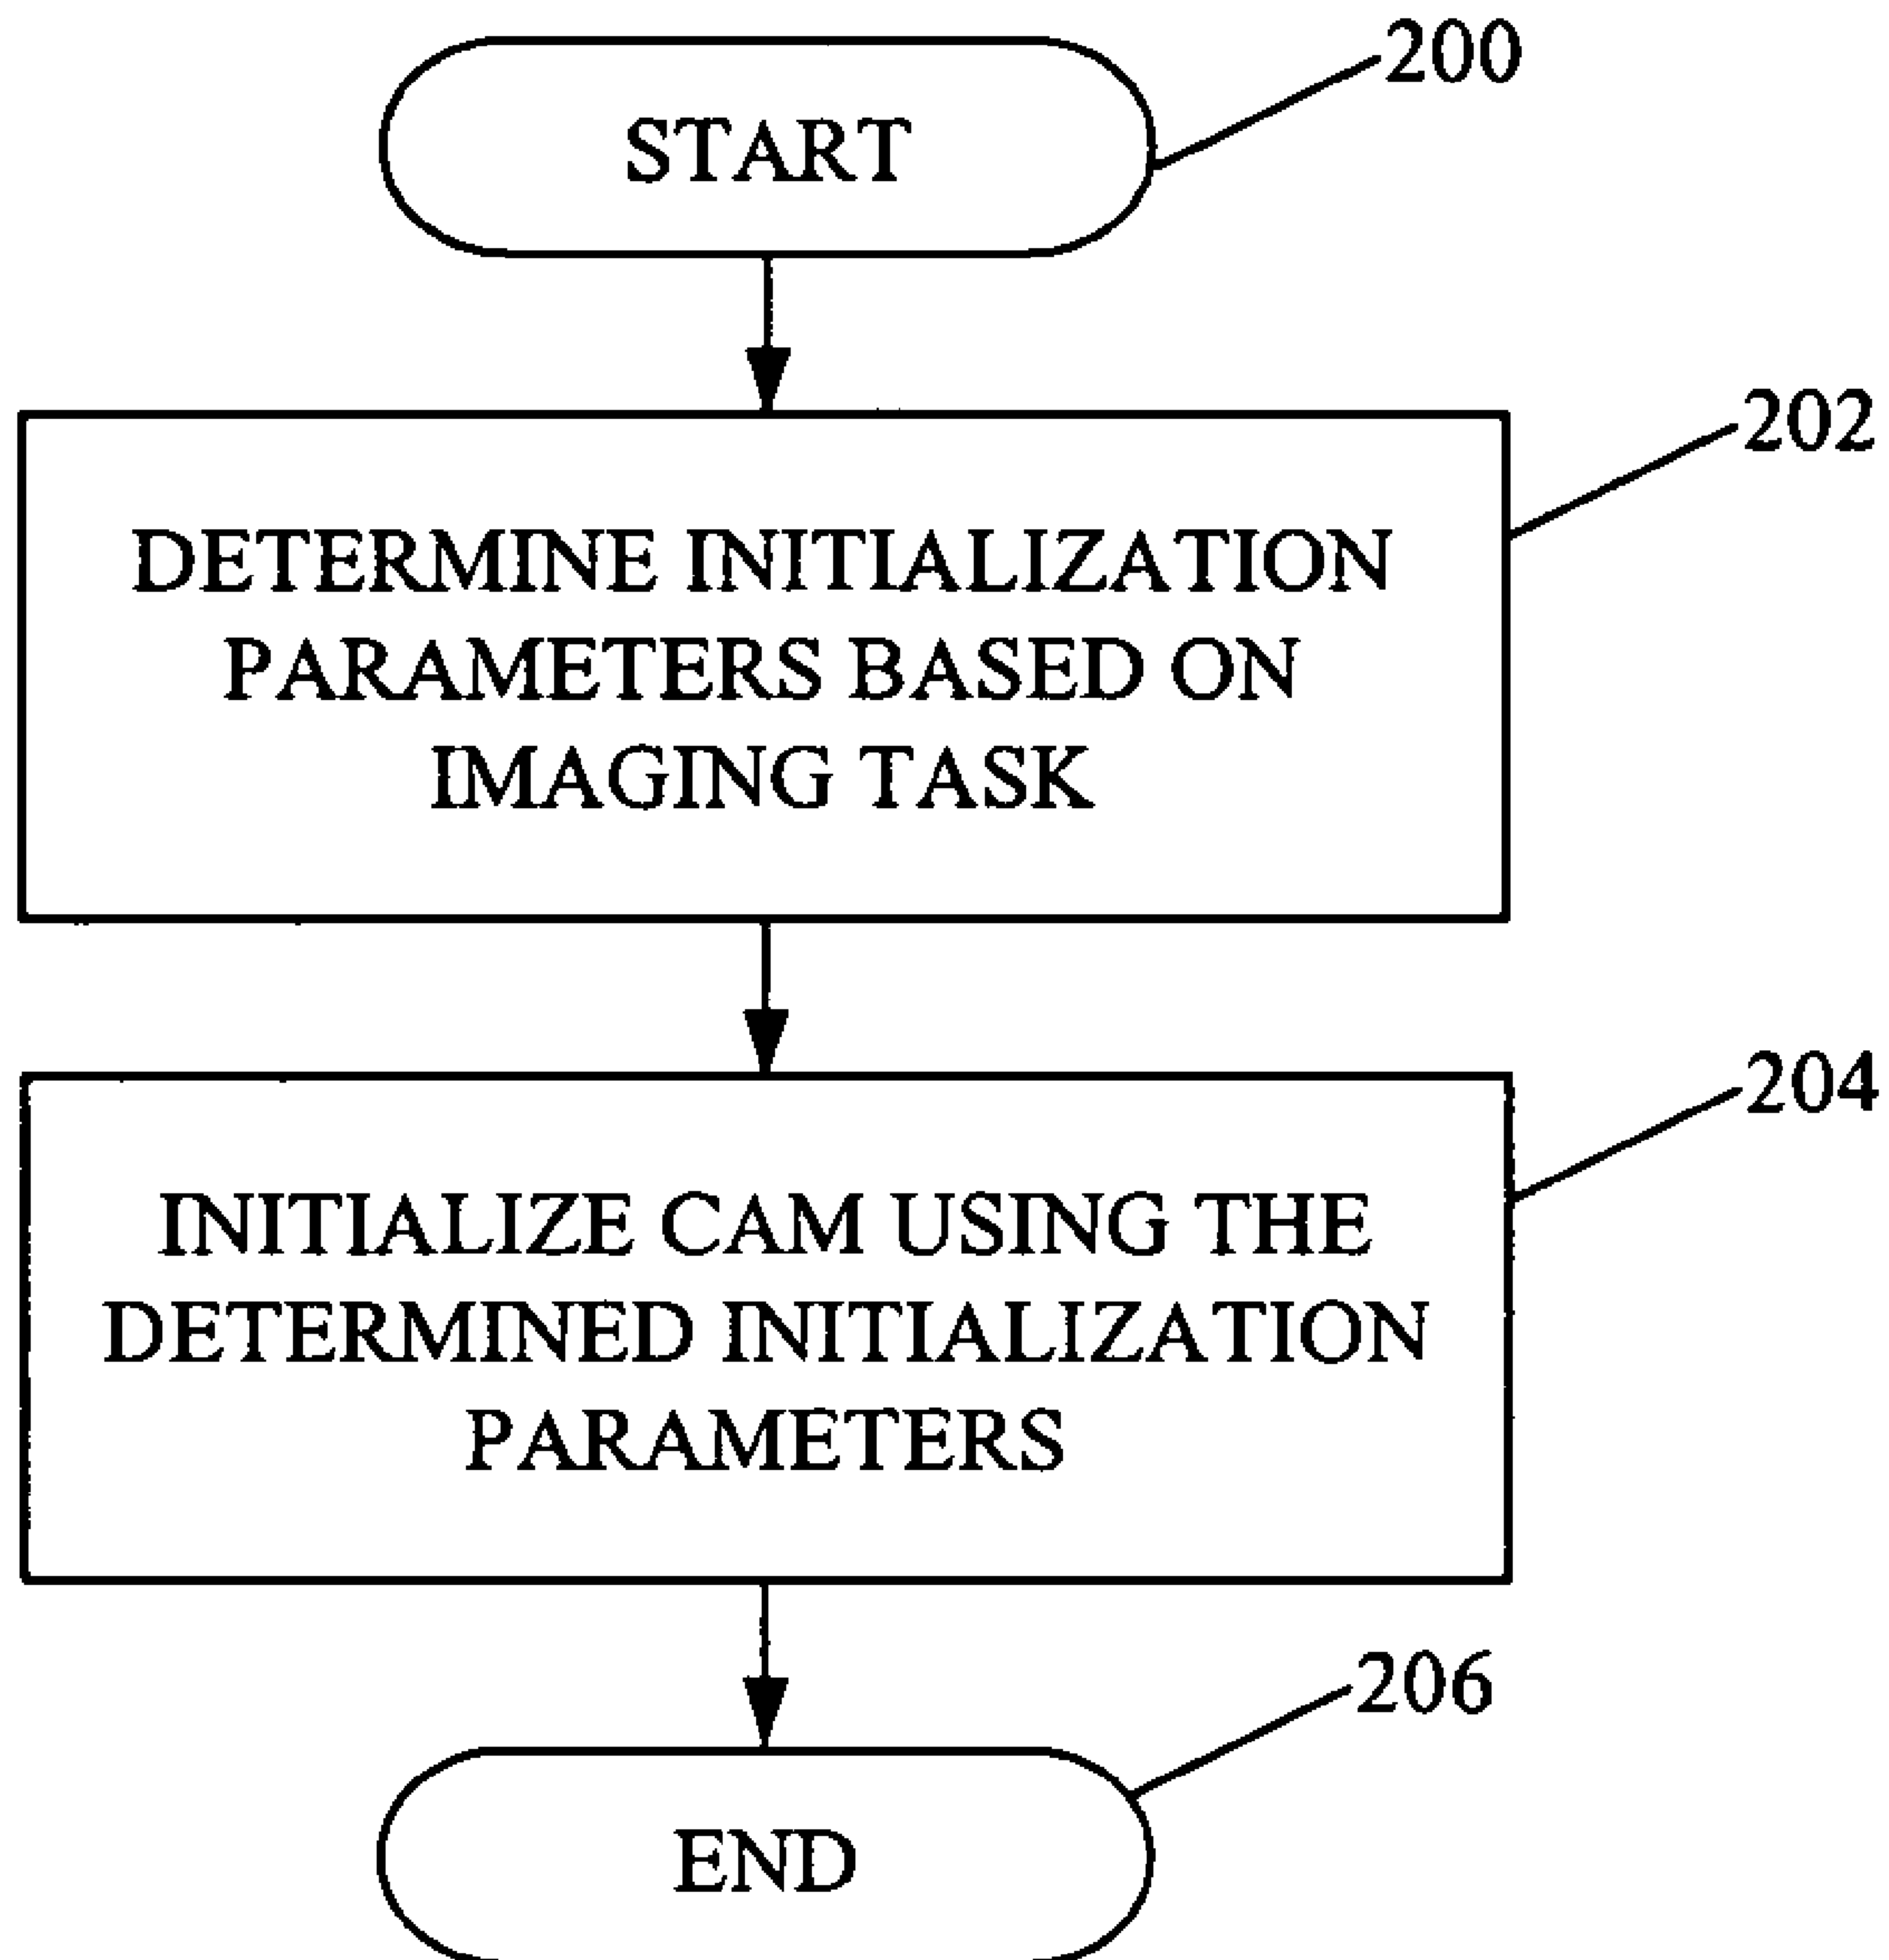 START
200
202
DETERMINE INITIALIZATION
PARAMETERS BASED ON
IMAGING TASK
204
INITIALIZE CAM USING THE
DETERMINED INITIALIZATION
PARAMETERS
206
END